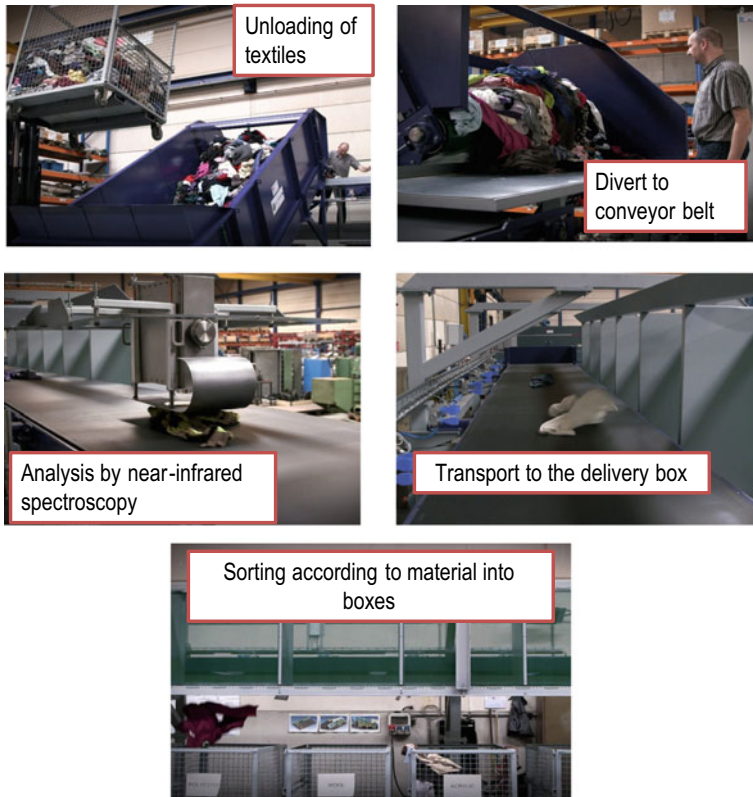 Unloading of
textiles
Divert to
conveyor belt
Analysis by near-infrared
spectroscopy
Transport to the delivery box
Sorting according to material into
boxes
WOOL
ACRYLIC